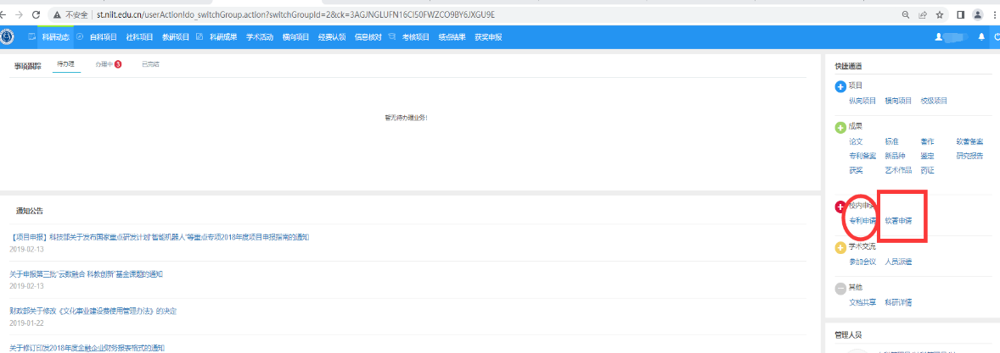 不安全 st.nilt.edu.cn/userAction!do_switchGroup.action?switchGroupId=2&ck=3AGJNGLUFN16CI50FWZCO9BY6JXGU9E
科研动态 自科项目 社科项目 教研项目 科研成果 学术活动 横向项目 经费认领 信息核对 考核项目 绩点结果 获奖申报
事项跟踪 待办理 办理中 3 已完结
暂无待办理业务!
通知公告
【项目申报】科技部关于发布国家重点研发计划“智能机器人”等重点专项2018年度项目申报指南的通知
2019-02-13
关于申报第三批“云数融合 科教创新”基金课题的通知
2019-02-13
财政部关于修改《文化事业建设费使用管理办法》的决定
2019-01-22
关于修订印发2018年度金融企业财务报表格式的通知
快捷通道
项目
纵向项目 横向项目 校级项目
成果
论文 标准 著作 软著备案
专利备案 新品种 鉴定 研究报告
获奖 艺术作品 药证
校内申请
专利申请 软著申请
学术交流
参加会议 人员派遣
其他
文档共享 科研详情
管理人员